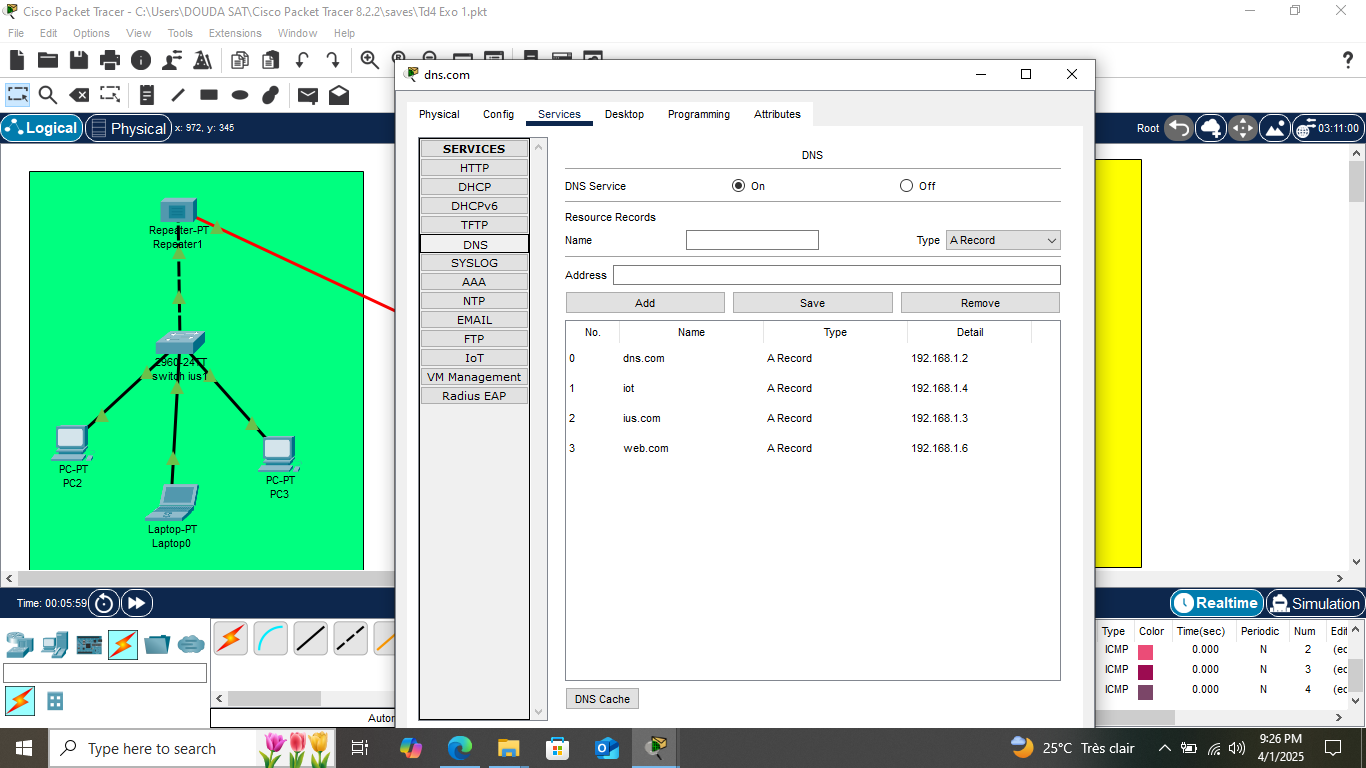 Cisco Packet Tracer - C:\Users\DOUDA SAT\Cisco Packet Tracer 8.2.2\saves\Td4 Exo 1.pkt
File Edit Options View Tools Extensions Window Help
dns.com
Physical Config Services Desktop Programming Attributes
Logical Physical x: 972, y: 345
Root 03:11:00
SERVICES
HTTP
DHCP
DHCPv6
TFTP
DNS
SYSLOG
AAA
NTP
EMAIL
FTP
IoT
VM Management
Radius EAP
DNS
DNS Service On Off
Resource Records
Name Type A Record
Address
Add Save Remove
No. Name Type Detail
0 dns.com A Record 192.168.1.2
1 iot A Record 192.168.1.4
2 ius.com A Record 192.168.1.3
3 web.com A Record 192.168.1.6
DNS Cache
Repeater-PT
Repeater1
2960-24TT
switch ius1
PC-PT
PC2
PC-PT
PC3
Laptop-PT
Laptop0
Time: 00:05:59
Realtime Simulation
Type Color Time(sec) Periodic Num Edi
ICMP 0.000 N 2 (ec
ICMP 0.000 N 3 (ec
ICMP 0.000 N 4 (ec
Autor
Type here to search
25°C Très clair
9:26 PM
4/1/2025